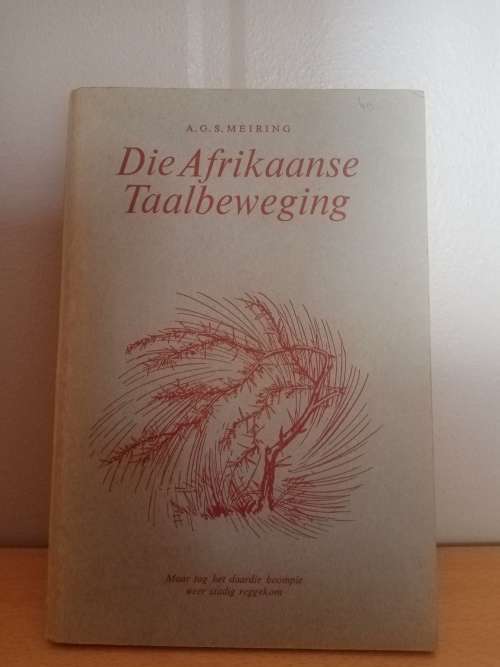 A. G. S. MEIRING
Die Afrikaanse
Taalbeweging
Maar tog het daardie boompie
weer stadig reggekom